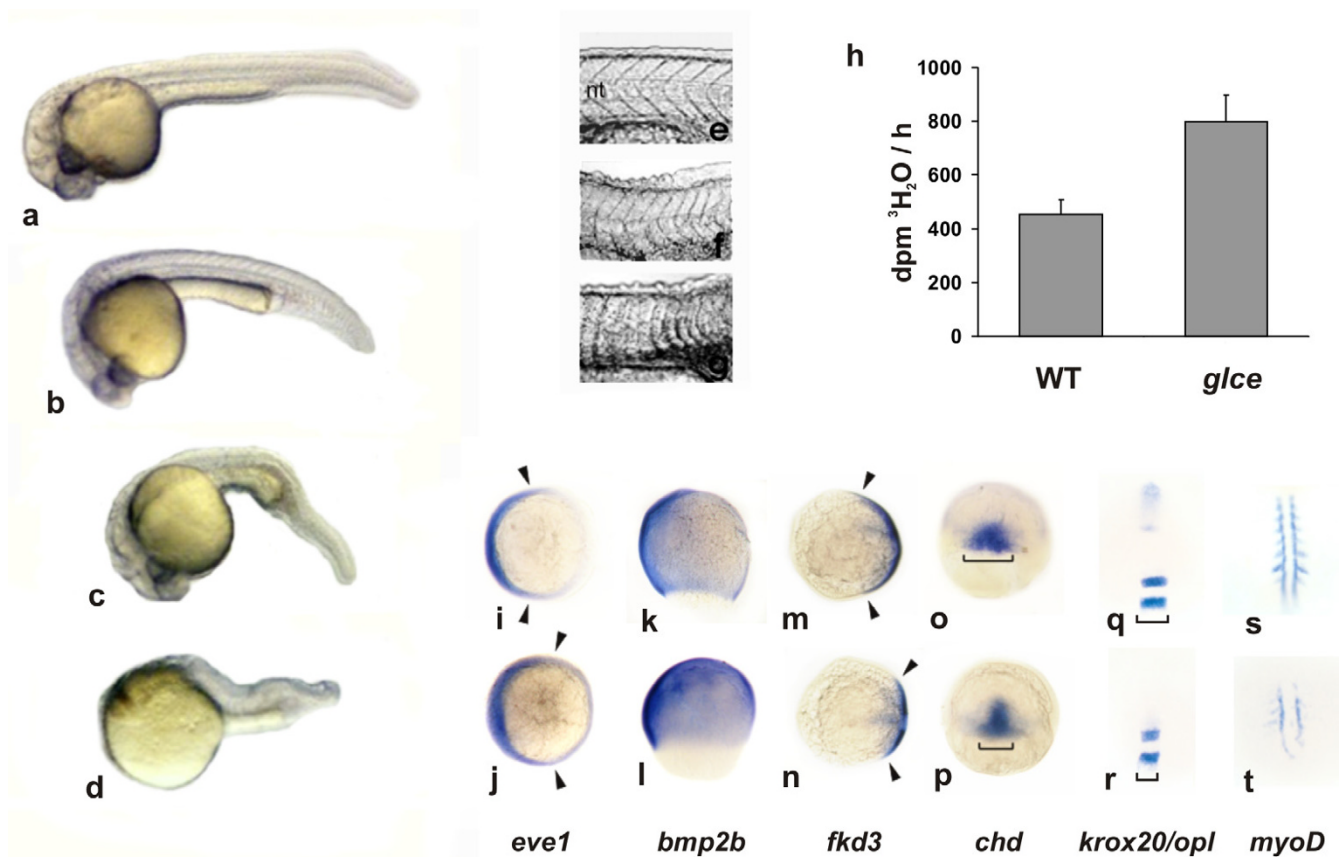 a
b
c
d
nt
e
f
g
h
1000
800
600
400
200
0
dpm ³H₂O / h
WT
glce
i
k
m
o
q
s
j
l
n
p
r
t
eve1
bmp2b
fkd3
chd
krox20/opl
myoD